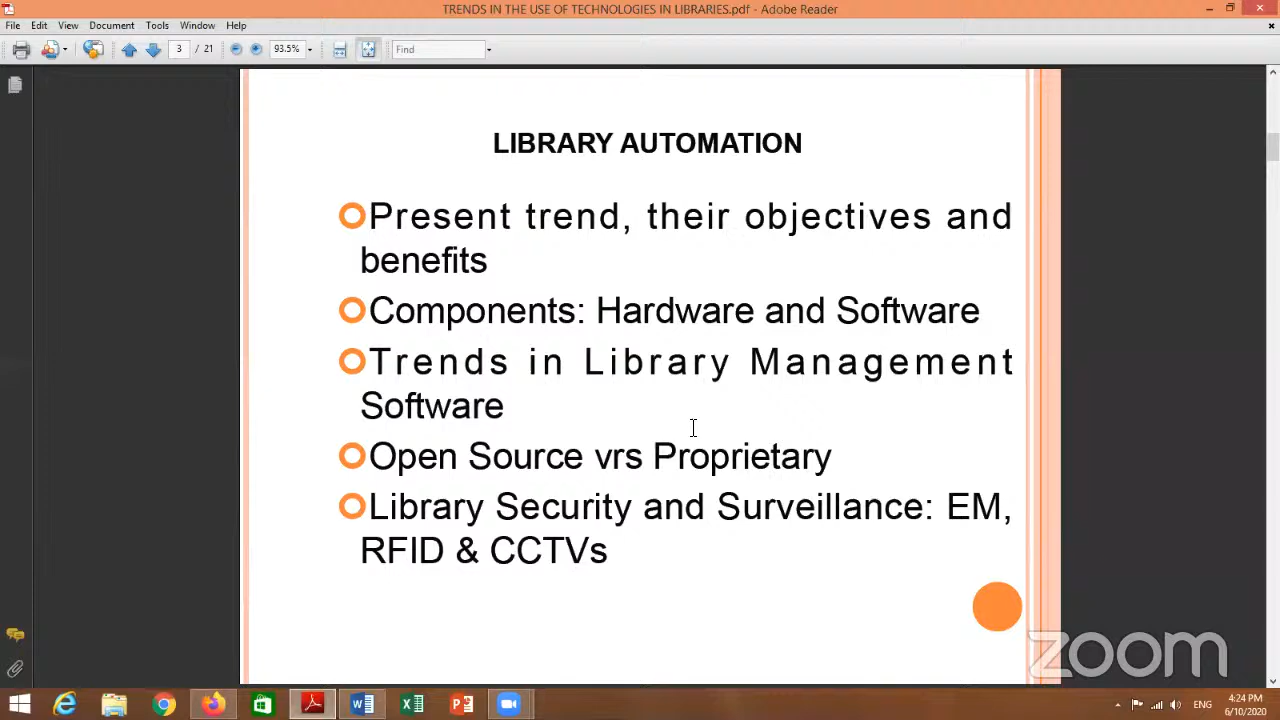 TRENDS IN THE USE OF TECHNOLOGIES IN LIBRARIES.pdf - Adobe Reader
File Edit View Document Tools Window Help
3 / 21 93.5% Find
LIBRARY AUTOMATION
Present trend, their objectives and
benefits
Components: Hardware and Software
Trends in Library Management
Software
Open Source vrs Proprietary
Library Security and Surveillance: EM,
RFID & CCTVs
zoom
4:24 PM
ENG
6/10/2020